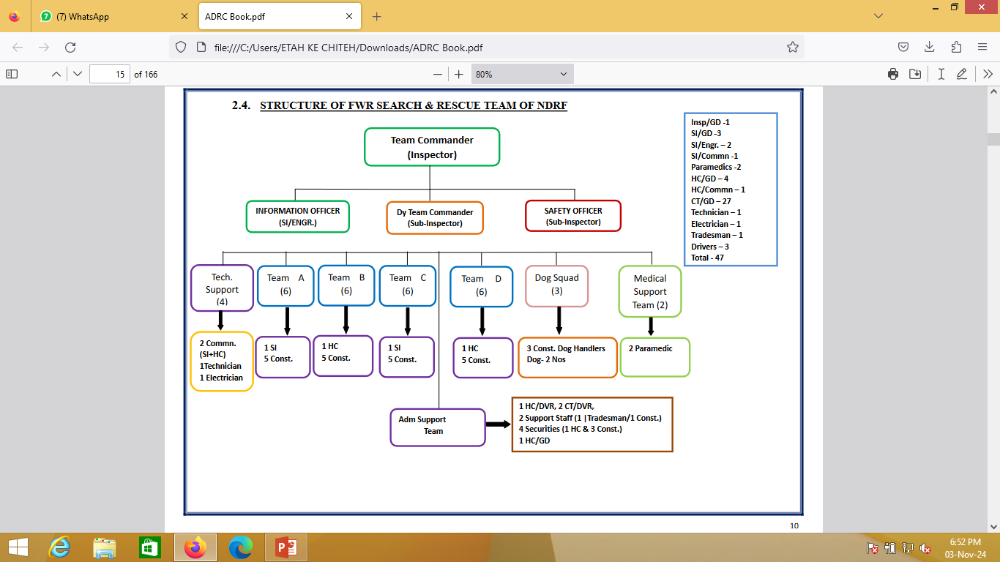 (7) WhatsApp
ADRC Book.pdf
file:///C:/Users/ETAH KE CHITEH/Downloads/ADRC Book.pdf
15 of 166
80%
2.4. STRUCTURE OF FWR SEARCH & RESCUE TEAM OF NDRF
Insp/GD -1
SI/GD -3
SI/Engr. – 2
SI/Commn -1
Paramedics -2
HC/GD – 4
HC/Commn – 1
CT/GD – 27
Technician – 1
Electrician – 1
Tradesman – 1
Drivers – 3
Total - 47
Team Commander
(Inspector)
INFORMATION OFFICER
(SI/ENGR.)
Dy Team Commander
(Sub-Inspector)
SAFETY OFFICER
(Sub-Inspector)
Tech.
Support
(4)
Team A
(6)
Team B
(6)
Team C
(6)
Team D
(6)
Dog Squad
(3)
Medical
Support
Team (2)
2 Commn.
(SI+HC)
1Technician
1 Electrician
1 SI
5 Const.
1 HC
5 Const.
1 SI
5 Const.
1 HC
5 Const.
3 Const. Dog Handlers
Dog- 2 Nos
2 Paramedic
Adm Support
Team
1 HC/DVR, 2 CT/DVR,
2 Support Staff (1 |Tradesman/1 Const.)
4 Securities (1 HC & 3 Const.)
1 HC/GD
10
6:52 PM
03-Nov-24